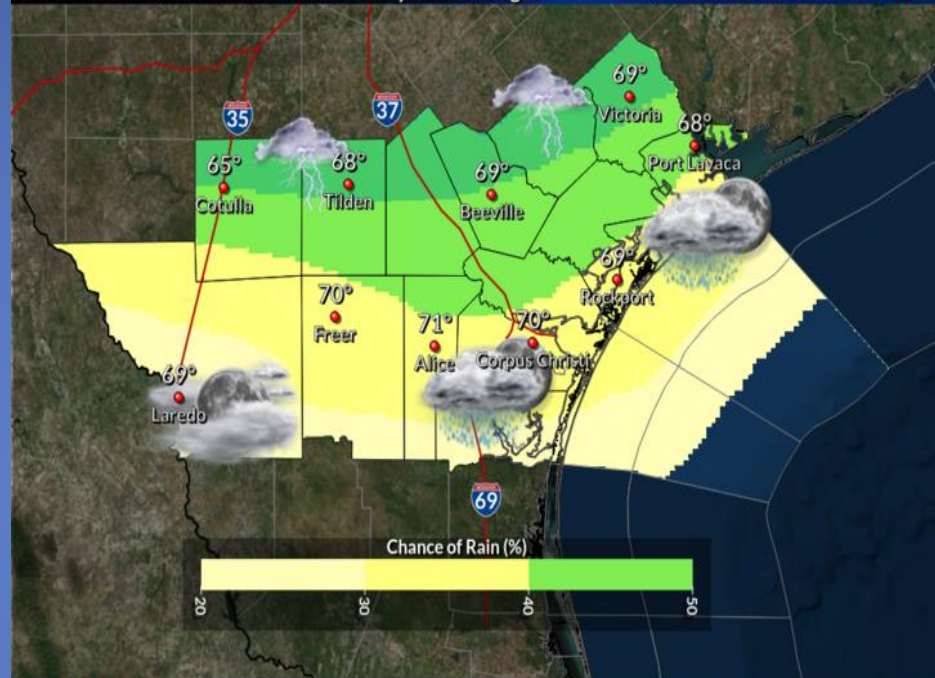 69°
Victoria
37
35
68°
Port Lavaca
65°
68°
Cotulla
Tilden
69°
Beeville
69°
Rockport
70°
Freer
71°
Alice
70°
Corpus Christi
69°
Laredo
69
Chance of Rain (%)
20
30
40
50